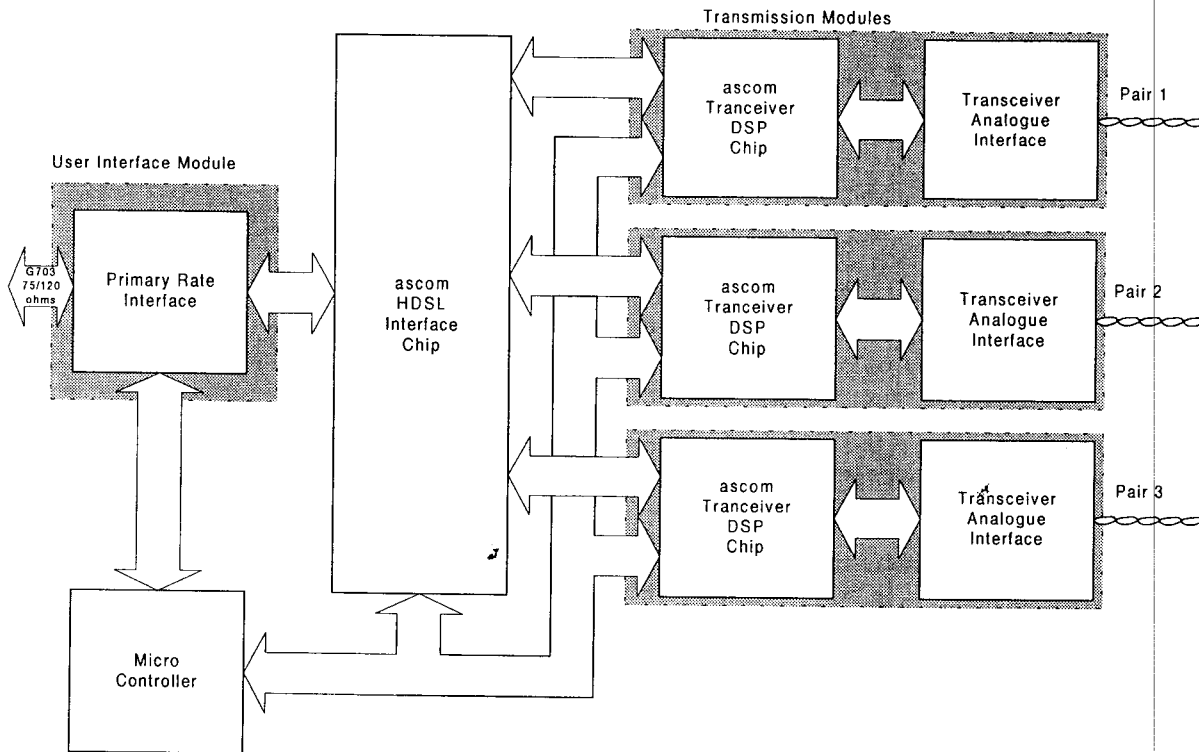 Transmission Modules
ascom
Tranceiver
DSP
Chip
Transceiver
Analogue
Interface
Pair 1
User Interface Module
G703
75/120
ohms
Primary Rate
Interface
ascom
HDSL
Interface
Chip
ascom
Tranceiver
DSP
Chip
Transceiver
Analogue
Interface
Pair 2
ascom
Tranceiver
DSP
Chip
Transceiver
Analogue
Interface
Pair 3
Micro
Controller